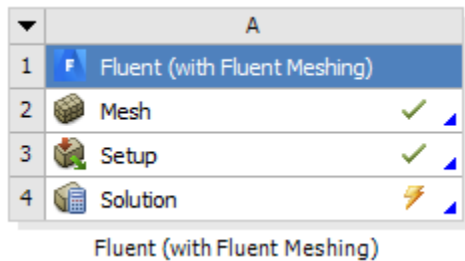 A
1 Fluent (with Fluent Meshing)
2 Mesh
3 Setup
4 Solution
Fluent (with Fluent Meshing)